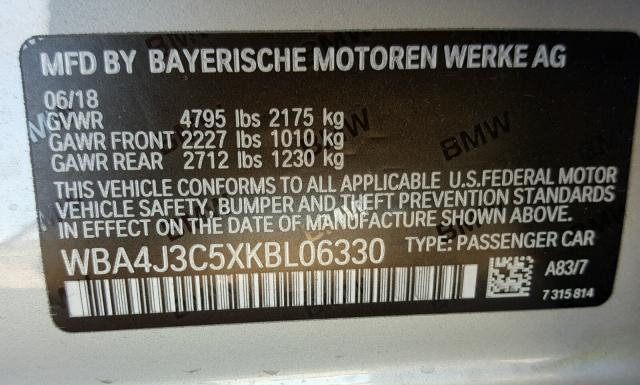 MFD BY BAYERISCHE MOTOREN WERKE AG
06/18
GVWR 4795 lbs 2175 kg
GAWR FRONT 2227 lbs 1010 kg
GAWR REAR 2712 lbs 1230 kg
THIS VEHICLE CONFORMS TO ALL APPLICABLE U.S.FEDERAL MOTOR
VEHICLE SAFETY, BUMPER AND THEFT PREVENTION STANDARDS
IN EFFECT ON THE DATE OF MANUFACTURE SHOWN ABOVE.
WBA4J3C5XKBL06330 TYPE: PASSENGER CAR
A83/7
7 315 814